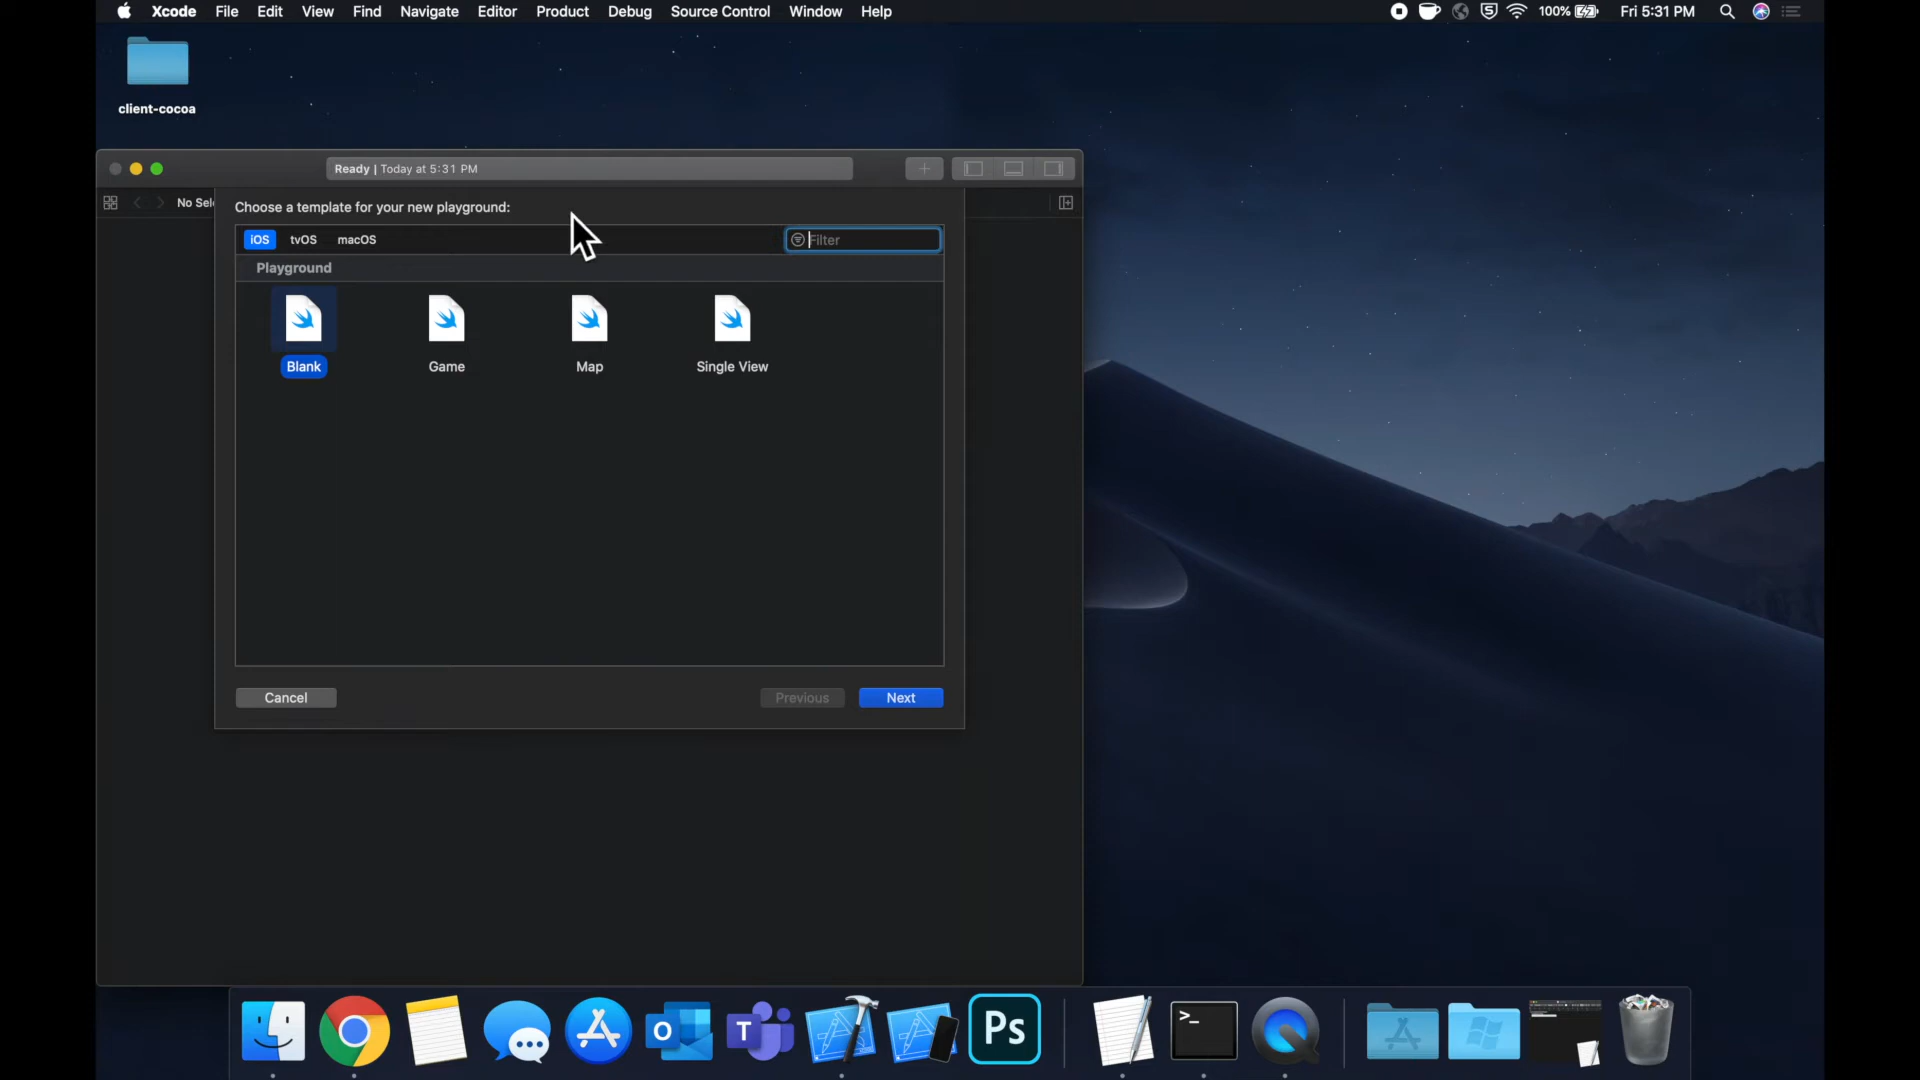 Xcode File Edit View Find Navigate Editor Product Debug Source Control Window Help 100% Fri 5:31 PM
client-cocoa
Ready | Today at 5:31 PM
No Sel
Choose a template for your new playground:
iOS tvOS macOS Filter
Playground
Blank Game Map Single View
Cancel Previous Next